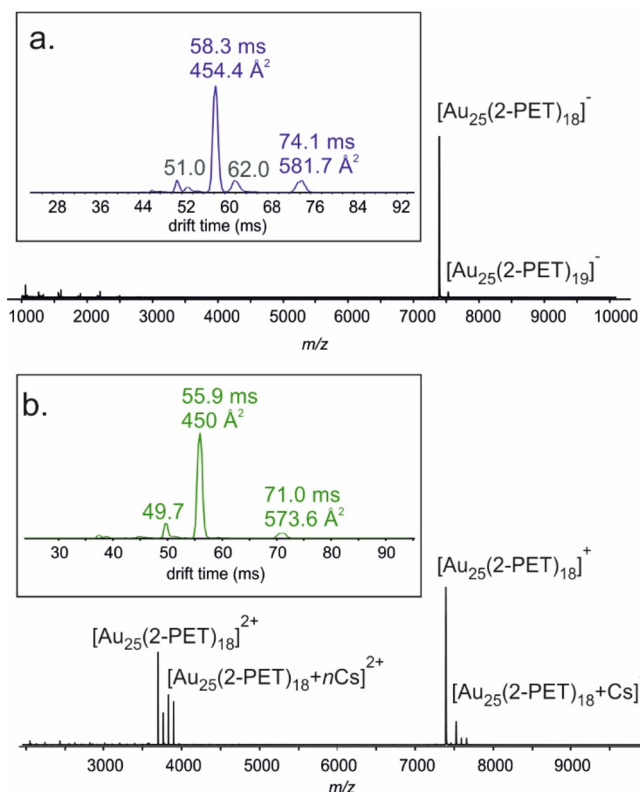 a.
58.3 ms
454.4 Å²
74.1 ms
581.7 Å²
51.0
62.0
28 36 44 52 60 68 76 84 92
drift time (ms)
[Au₂₅(2-PET)₁₈]⁻
[Au₂₅(2-PET)₁₉]⁻
1000 2000 3000 4000 5000 6000 7000 8000 9000 10000
m/z
b.
55.9 ms
450 Å²
49.7
71.0 ms
573.6 Å²
30 40 50 60 70 80 90
drift time (ms)
[Au₂₅(2-PET)₁₈]⁺
[Au₂₅(2-PET)₁₈]²⁺
[Au₂₅(2-PET)₁₈+nCs]²⁺
[Au₂₅(2-PET)₁₈+Cs]
3000 4000 5000 6000 7000 8000 9000
m/z